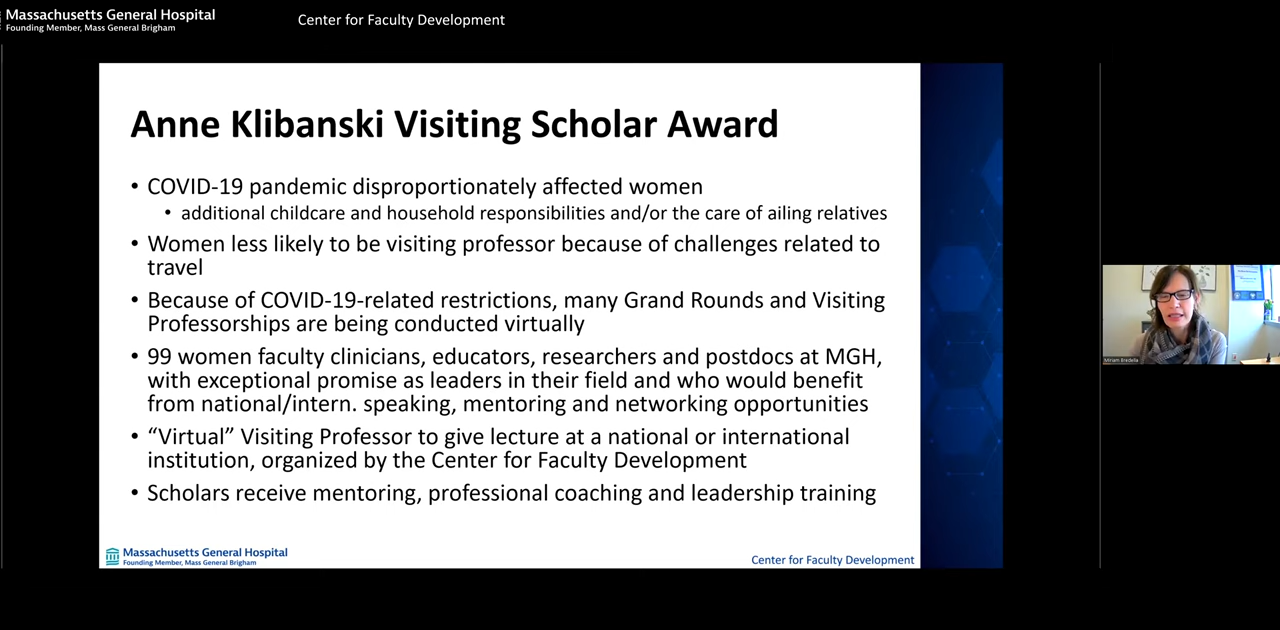 Massachusetts General Hospital
Founding Member, Mass General Brigham
Center for Faculty Development
Anne Klibanski Visiting Scholar Award
• COVID-19 pandemic disproportionately affected women
• additional childcare and household responsibilities and/or the care of ailing relatives
• Women less likely to be visiting professor because of challenges related to
travel
• Because of COVID-19-related restrictions, many Grand Rounds and Visiting
Professorships are being conducted virtually
• 99 women faculty clinicians, educators, researchers and postdocs at MGH,
with exceptional promise as leaders in their field and who would benefit
from national/intern. speaking, mentoring and networking opportunities
• “Virtual” Visiting Professor to give lecture at a national or international
institution, organized by the Center for Faculty Development
• Scholars receive mentoring, professional coaching and leadership training
Massachusetts General Hospital
Founding Member, Mass General Brigham
Center for Faculty Development
Miriam Bredella